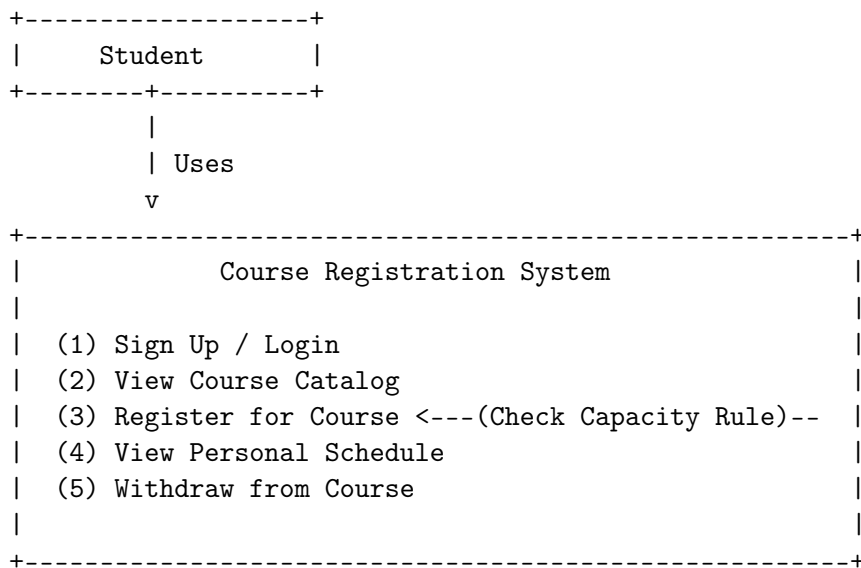 Student
Uses
v
Course Registration System
(1) Sign Up / Login
(2) View Course Catalog
(3) Register for Course <---(Check Capacity Rule)--
(4) View Personal Schedule
(5) Withdraw from Course